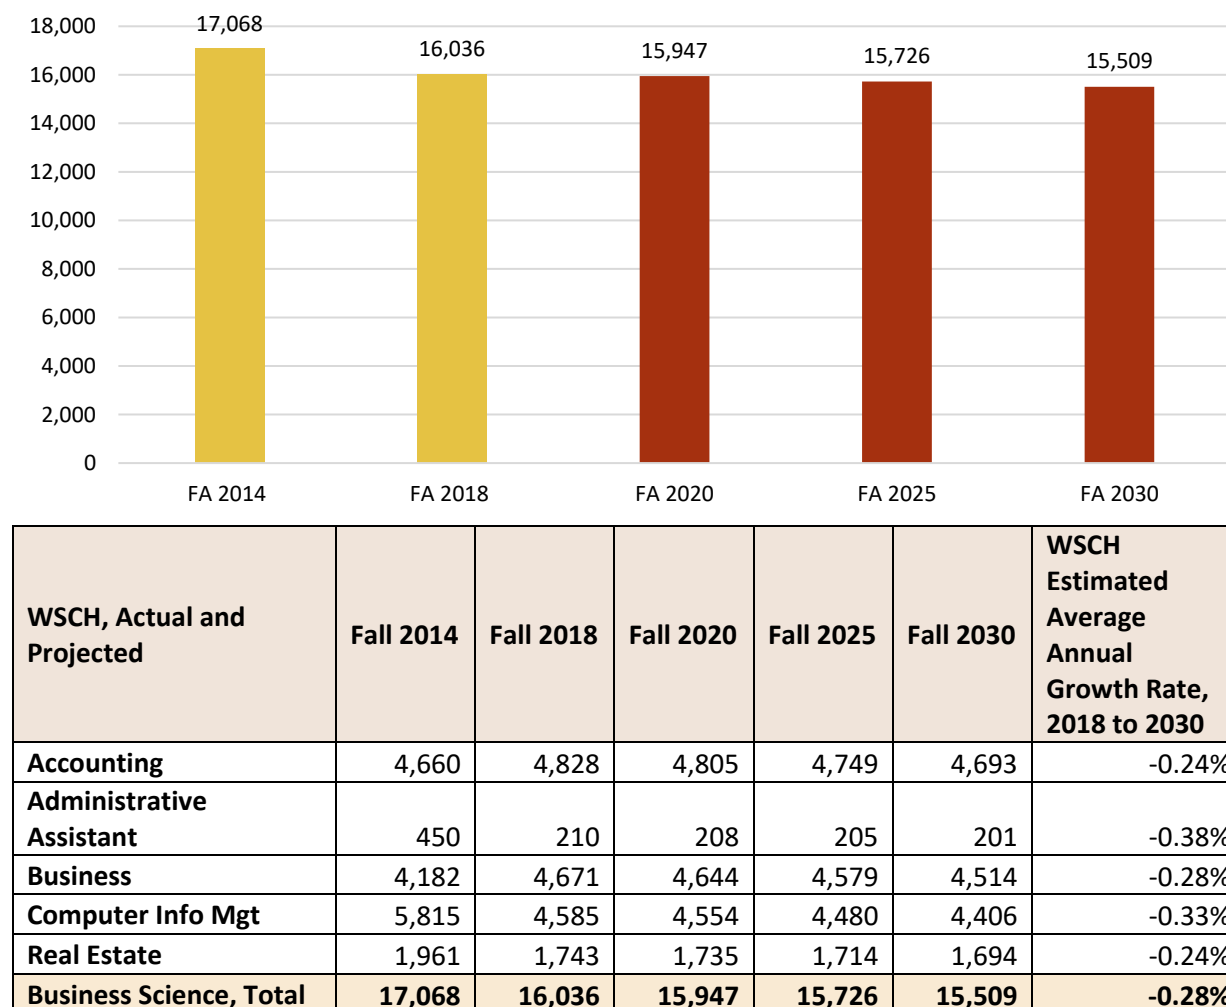 18,000
16,000
14,000
12,000
10,000
8,000
6,000
4,000
2,000
0
17,068
16,036
15,947
15,726
15,509
FA 2014 FA 2018 FA 2020 FA 2025 FA 2030
WSCH, Actual and Projected Fall 2014 Fall 2018 Fall 2020 Fall 2025 Fall 2030 WSCH Estimated Average Annual Growth Rate, 2018 to 2030
Accounting 4,660 4,828 4,805 4,749 4,693 -0.24%
Administrative Assistant 450 210 208 205 201 -0.38%
Business 4,182 4,671 4,644 4,579 4,514 -0.28%
Computer Info Mgt 5,815 4,585 4,554 4,480 4,406 -0.33%
Real Estate 1,961 1,743 1,735 1,714 1,694 -0.24%
Business Science, Total 17,068 16,036 15,947 15,726 15,509 -0.28%